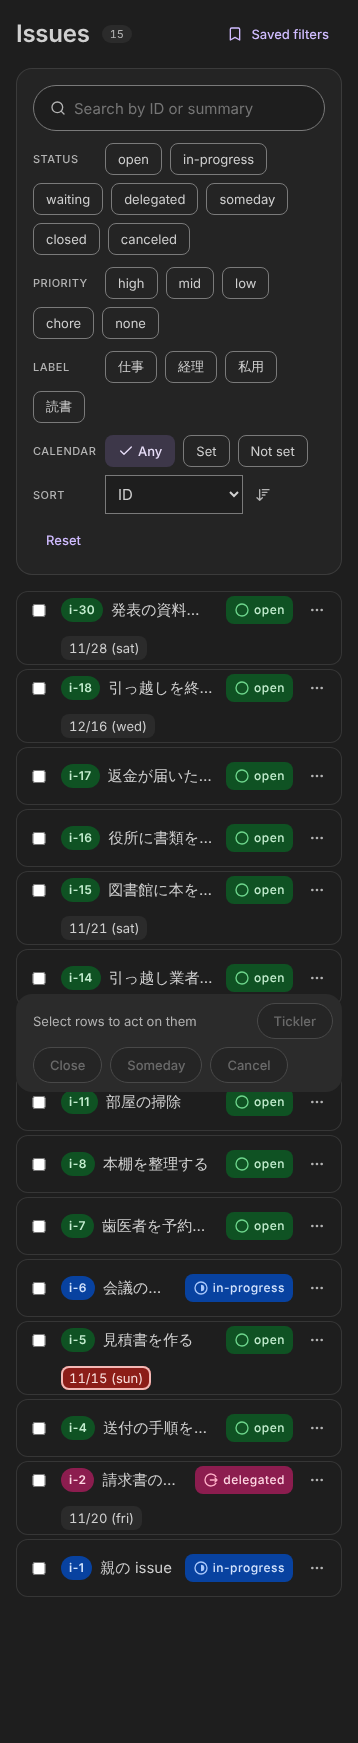 Issues 15 Saved filters
Search by ID or summary
STATUS open in-progress
waiting delegated someday
closed canceled
PRIORITY high mid low
chore none
LABEL 仕事 経理 私用
読書
CALENDAR Any Set Not set
SORT ID
Reset
i-30 発表の資料... open
11/28 (sat)
i-18 引っ越しを終... open
12/16 (wed)
i-17 返金が届いた... open
i-16 役所に書類を... open
i-15 図書館に本を... open
11/21 (sat)
i-14 引っ越し業者... open
Select rows to act on them Tickler
Close Someday Cancel
i-11 部屋の掃除 open
i-8 本棚を整理する open
i-7 歯医者を予約... open
i-6 会議の... in-progress
i-5 見積書を作る open
11/15 (sun)
i-4 送付の手順を... open
i-2 請求書の... delegated
11/20 (fri)
i-1 親の issue in-progress